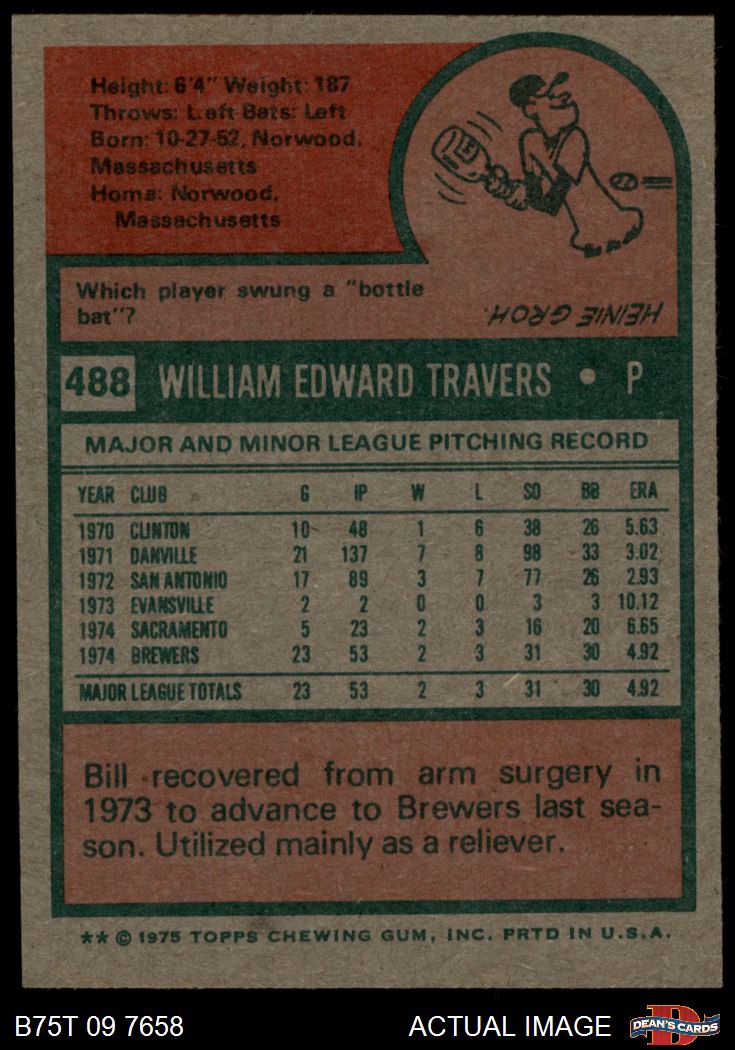 Height: 6'4" Weight: 187
Throws: Left Bats: Left
Born: 10-27-52, Norwood,
Massachusetts
Home: Norwood,
Massachusetts
Which player swung a "bottle
bat"?
HEINIE GROH.
488 WILLIAM EDWARD TRAVERS • P
MAJOR AND MINOR LEAGUE PITCHING RECORD
YEAR CLUB G IP W L SO BB ERA
1970 CLINTON 10 48 1 6 38 26 5.63
1971 DANVILLE 21 137 7 8 98 33 3.02
1972 SAN ANTONIO 17 89 3 7 77 26 2.93
1973 EVANSVILLE 2 2 0 0 3 3 10.12
1974 SACRAMENTO 5 23 2 3 16 20 6.65
1974 BREWERS 23 53 2 3 31 30 4.92
MAJOR LEAGUE TOTALS 23 53 2 3 31 30 4.92
Bill recovered from arm surgery in
1973 to advance to Brewers last sea-
son. Utilized mainly as a reliever.
** © 1975 TOPPS CHEWING GUM, INC. PRTD IN U.S.A.
B75T 09 7658 ACTUAL IMAGE DEAN'S CARDS